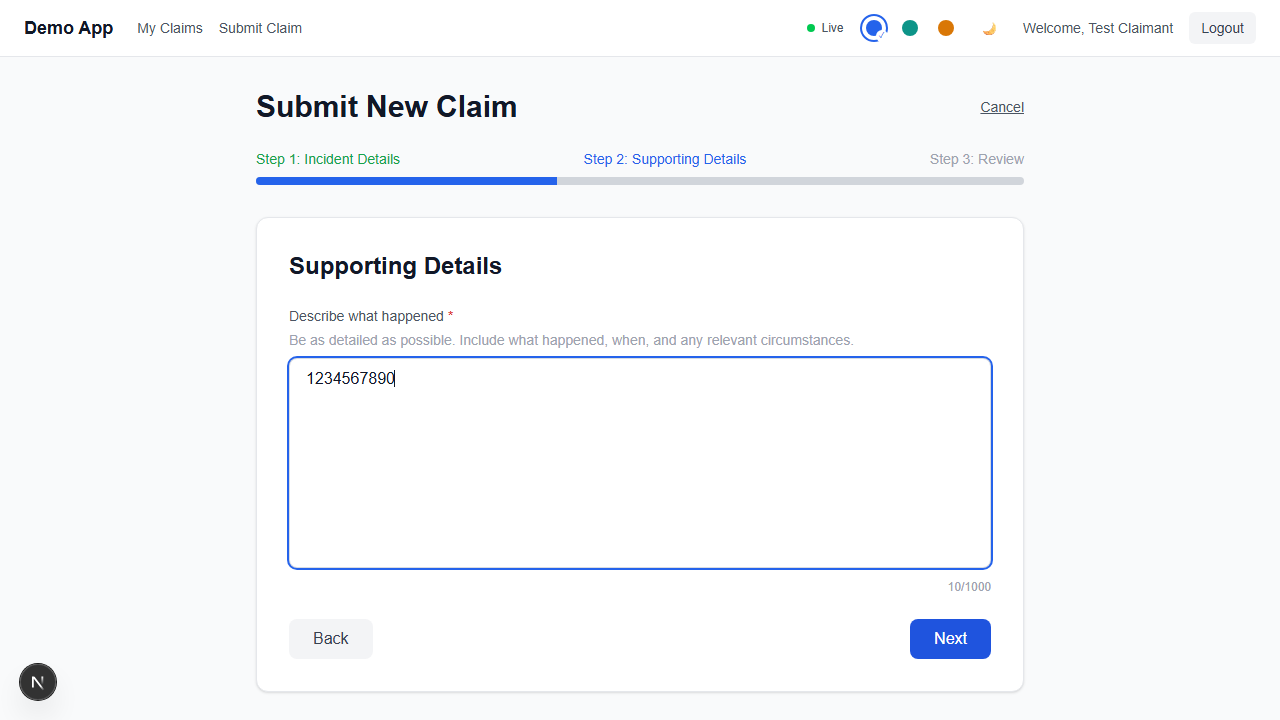 Demo App My Claims Submit Claim Live Welcome, Test Claimant Logout
Submit New Claim Cancel
Step 1: Incident Details Step 2: Supporting Details Step 3: Review
Supporting Details
Describe what happened *
Be as detailed as possible. Include what happened, when, and any relevant circumstances.
1234567890
10/1000
Back Next
N